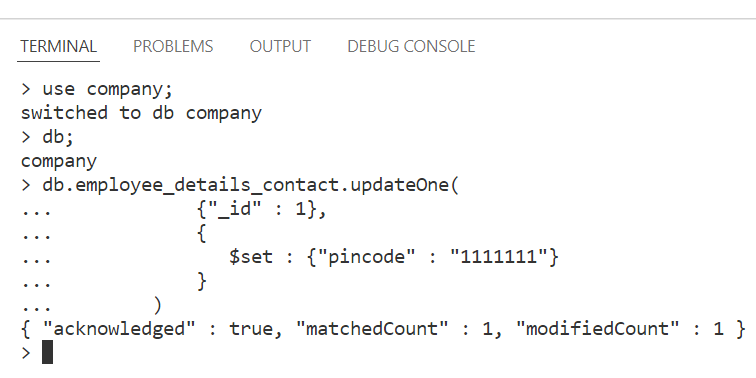 TERMINAL PROBLEMS OUTPUT DEBUG CONSOLE
> use company;
switched to db company
> db;
company
> db.employee_details_contact.updateOne(
... {"_id" : 1},
... {
... $set : {"pincode" : "1111111"}
... }
... )
{ "acknowledged" : true, "matchedCount" : 1, "modifiedCount" : 1 }
>